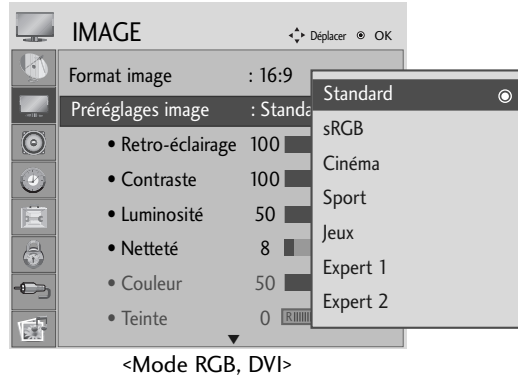 IMAGE
Déplacer OK
Format image : 16:9
Préréglages image : Standa
• Retro-éclairage 100
• Contraste 100
• Luminosité 50
• Netteté 8
• Couleur 50
• Teinte 0 R
Standard
sRGB
Cinéma
Sport
Jeux
Expert 1
Expert 2
<Mode RGB, DVI>